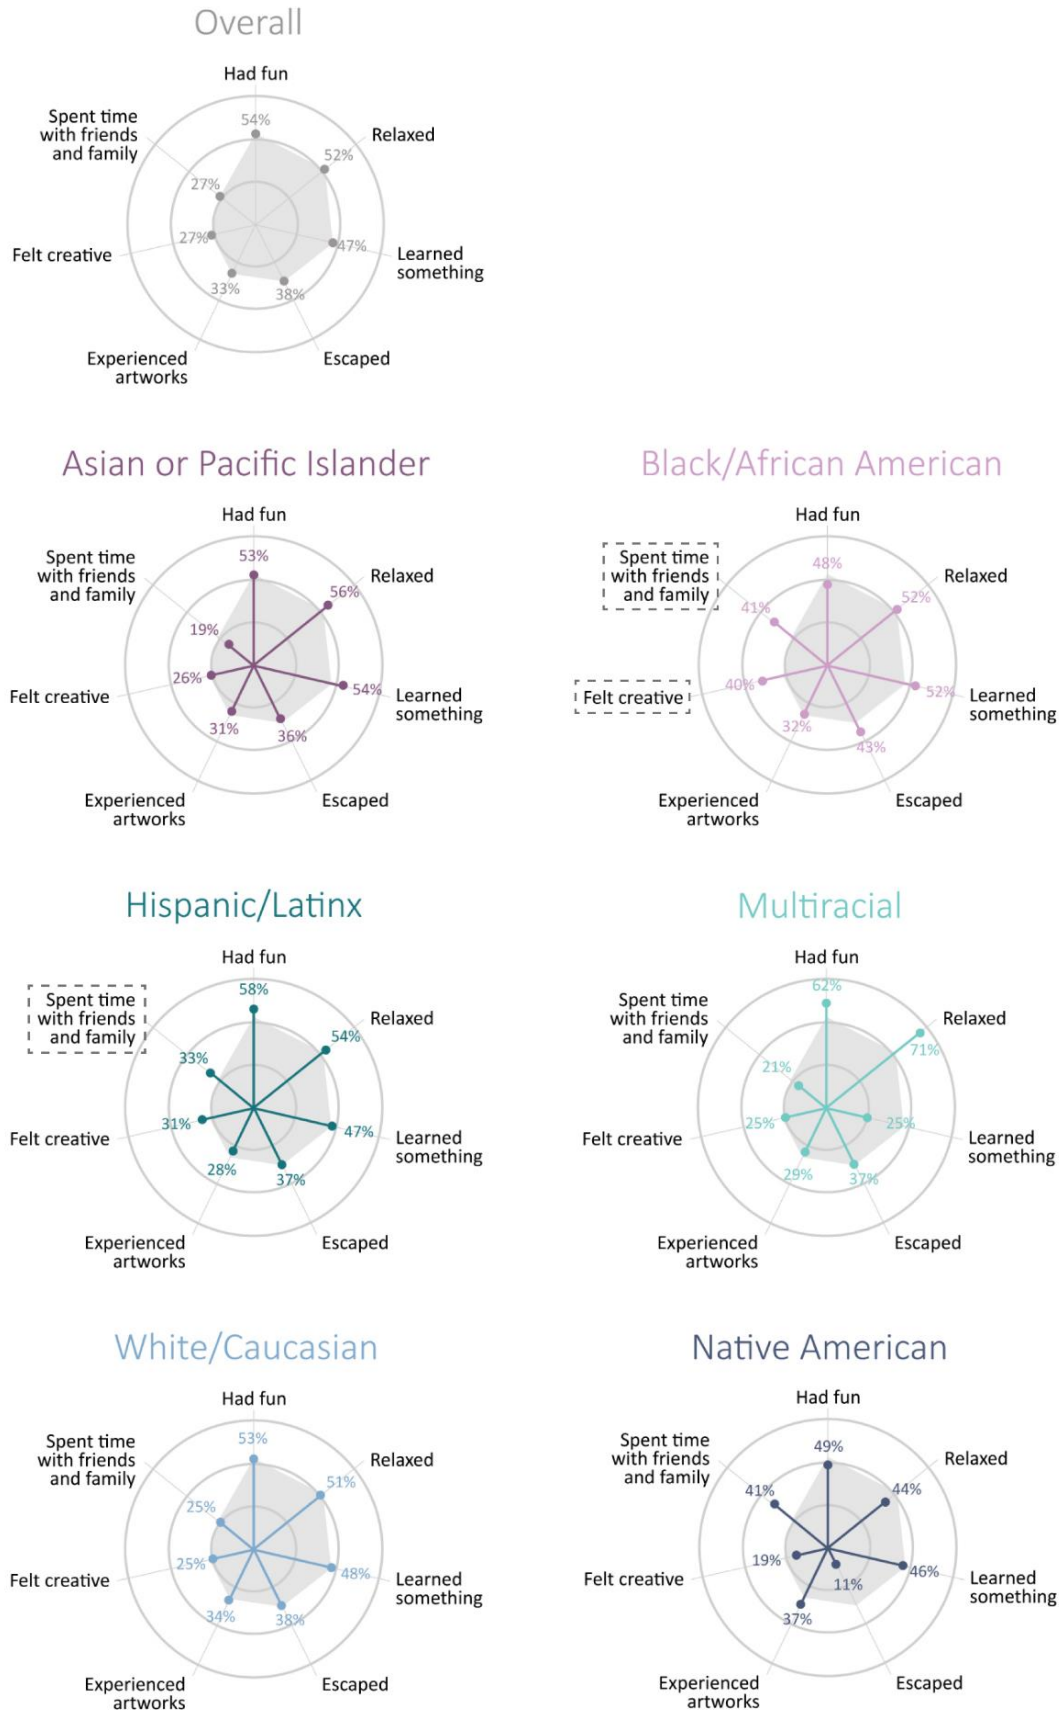 Overall
Had fun
54%
Spent time
with friends
and family
Relaxed
52%
27%
27%
Felt creative
47%
Learned
something
33%
38%
Experienced
artworks
Escaped
Asian or Pacific Islander
Had fun
53%
Spent time
with friends
and family
Relaxed
56%
19%
26%
Felt creative
54%
Learned
something
31%
36%
Experienced
artworks
Escaped
Black/African American
Had fun
48%
Spent time
with friends
and family
Relaxed
52%
41%
40%
Felt creative
52%
Learned
something
32%
43%
Experienced
artworks
Escaped
Hispanic/Latinx
Had fun
58%
Spent time
with friends
and family
Relaxed
54%
33%
31%
Felt creative
47%
Learned
something
28%
37%
Experienced
artworks
Escaped
Multiracial
Had fun
62%
Spent time
with friends
and family
Relaxed
71%
21%
25%
Felt creative
25%
Learned
something
29%
37%
Experienced
artworks
Escaped
White/Caucasian
Had fun
53%
Spent time
with friends
and family
Relaxed
51%
25%
25%
Felt creative
48%
Learned
something
34%
38%
Experienced
artworks
Escaped
Native American
Had fun
49%
Spent time
with friends
and family
Relaxed
44%
41%
19%
Felt creative
46%
Learned
something
11%
37%
Experienced
artworks
Escaped